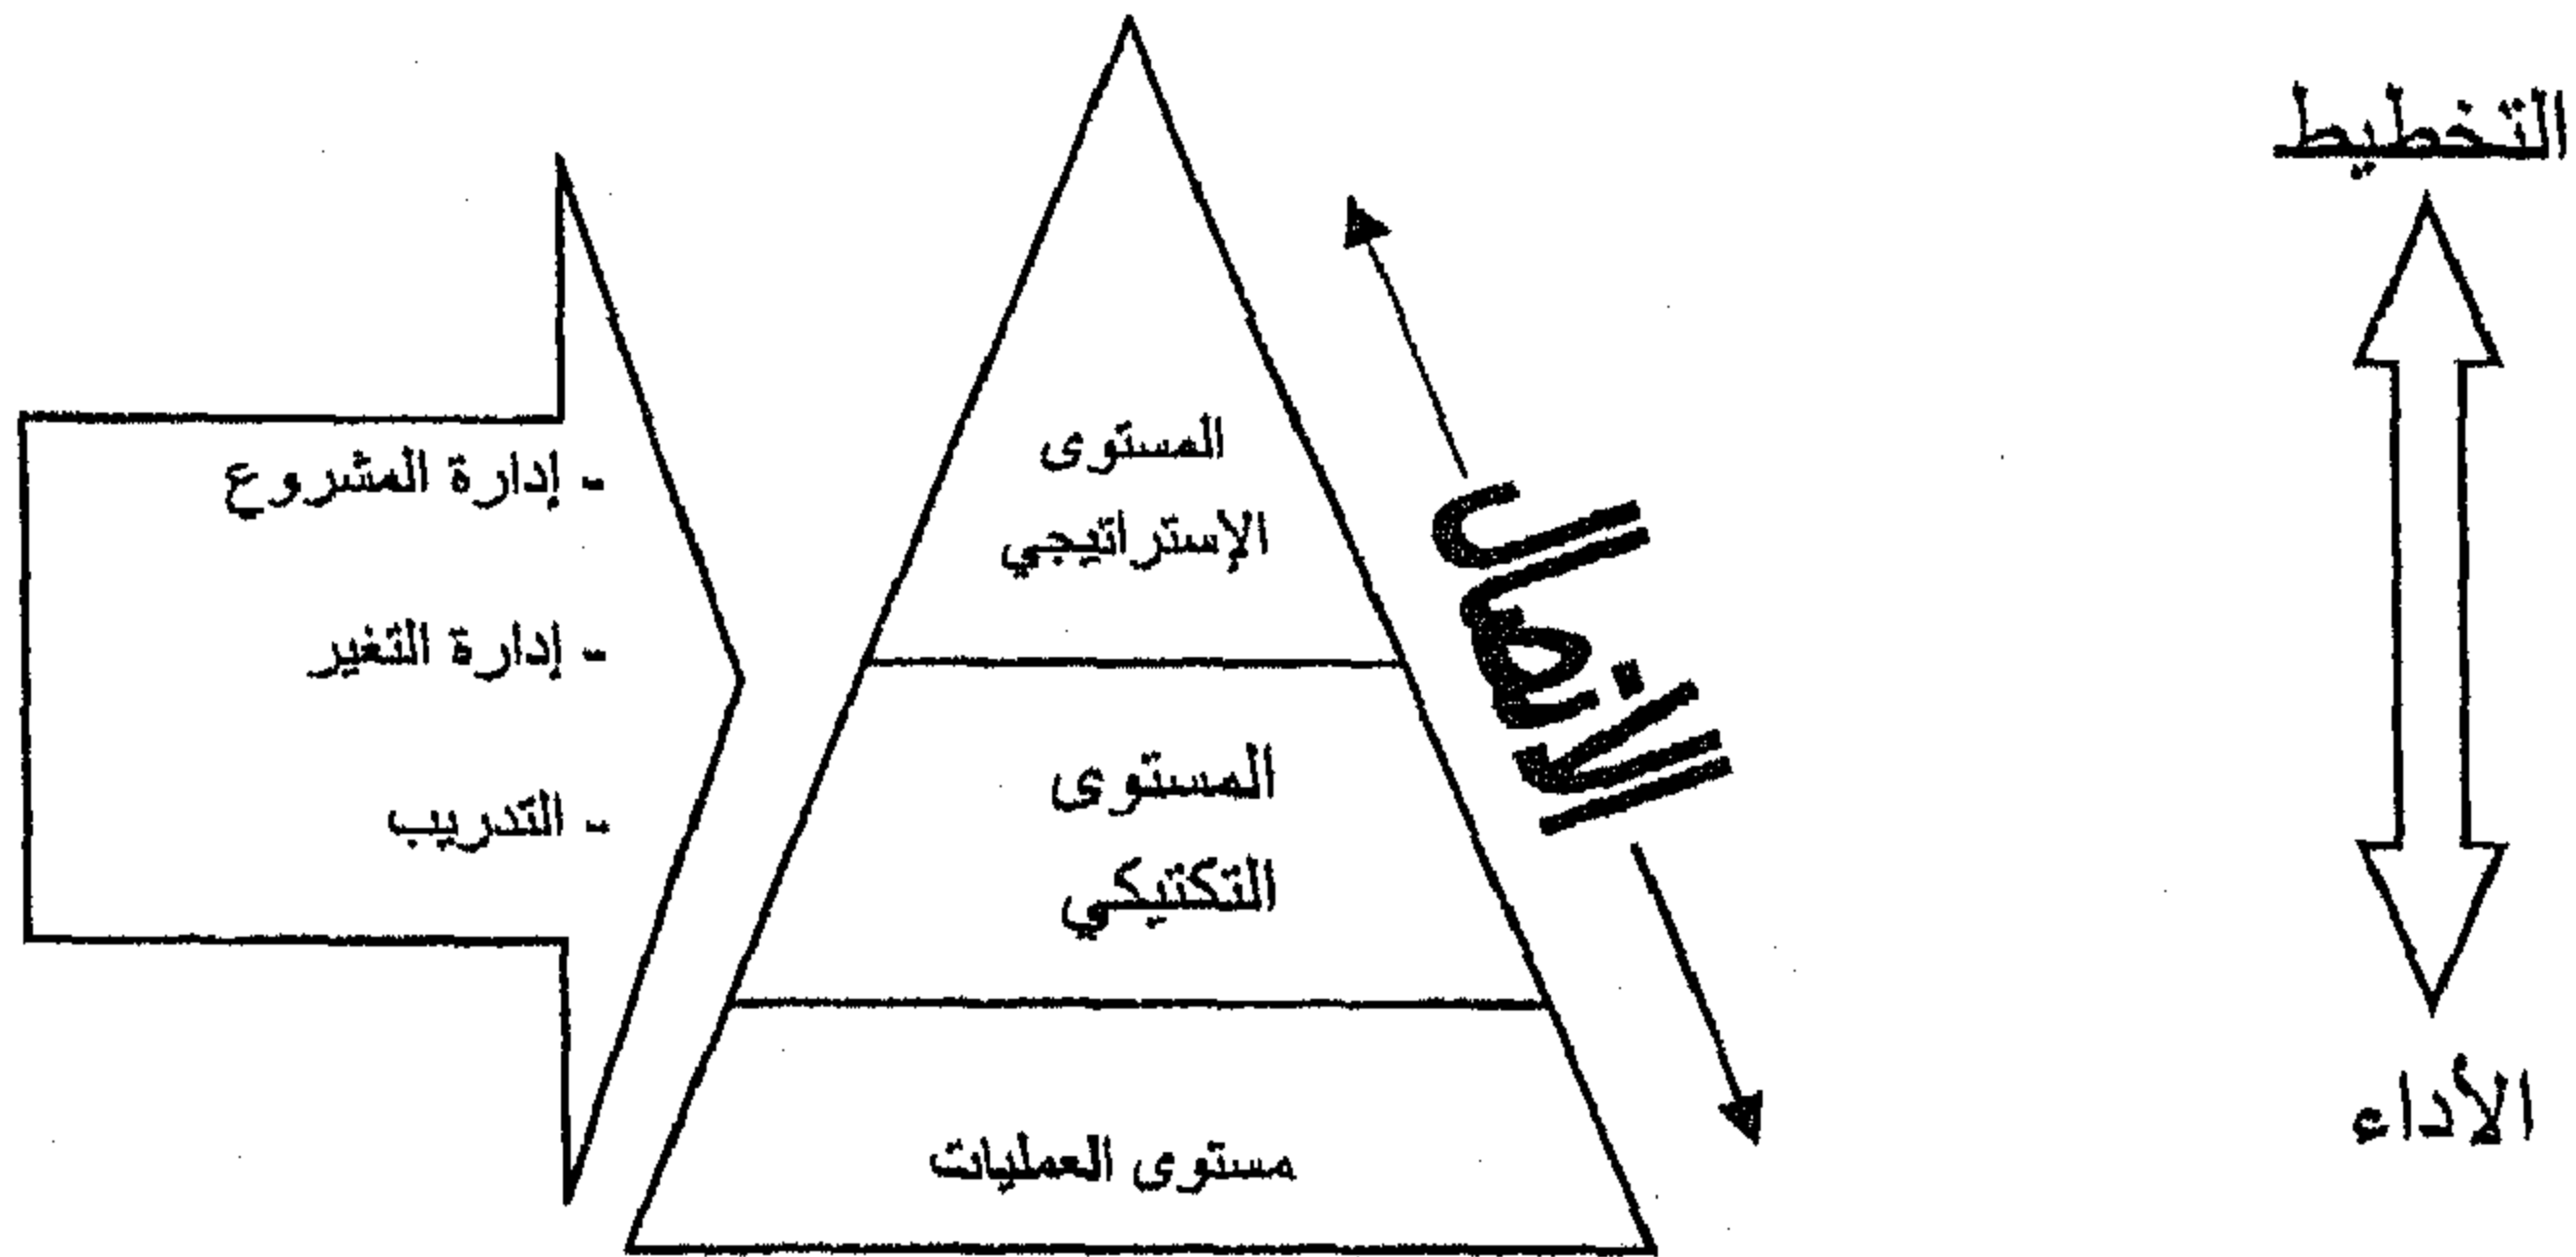 التخطيط
الأداء
الاتصال
المستوى
الإستراتيجي
المستوى
التكتيكي
مستوى العمليات
- إدارة المشروع
- إدارة التغير
- التدريب